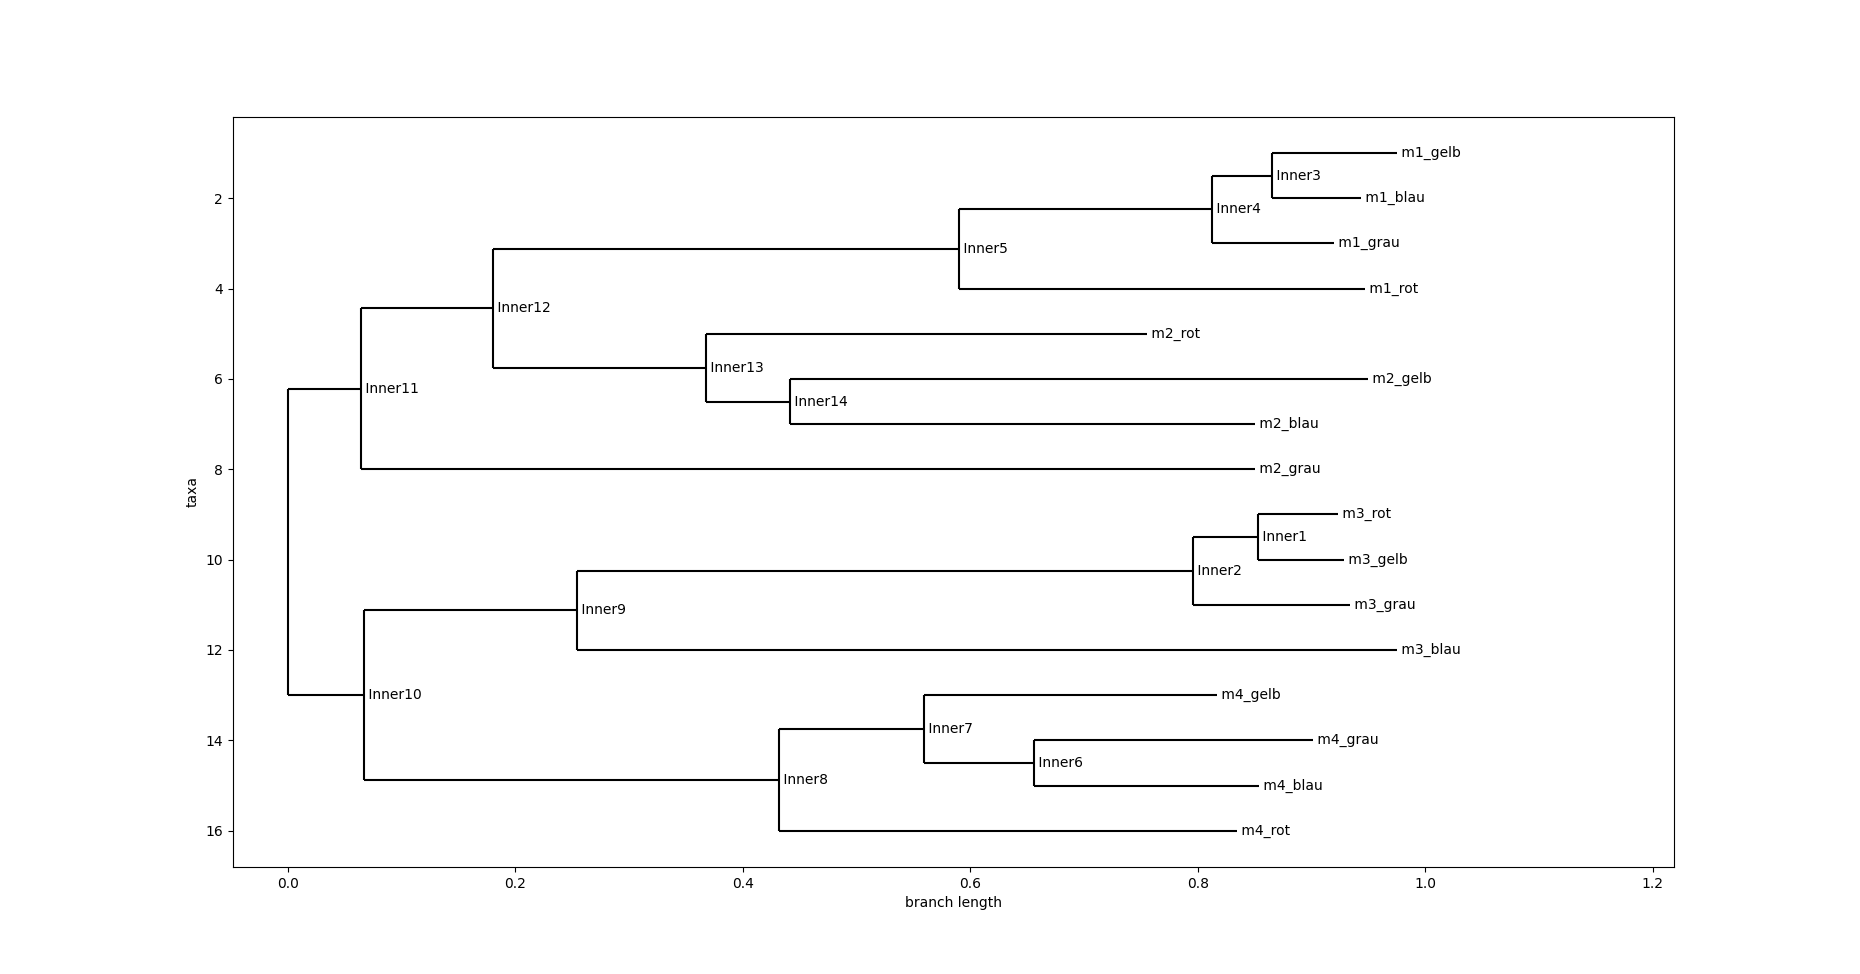 m1_gelb
Inner3
m1_blau
2
Inner4
m1_grau
Inner5
4
m1_rot
Inner12
m2_rot
Inner13
6
m2_gelb
Inner11
Inner14
m2_blau
8
m2_grau
taxa
m3_rot
Inner1
10
m3_gelb
Inner2
m3_grau
Inner9
12
m3_blau
Inner10
m4_gelb
Inner7
14
m4_grau
Inner6
Inner8
m4_blau
16
m4_rot
0.0 0.2 0.4 0.6 0.8 1.0 1.2
branch length